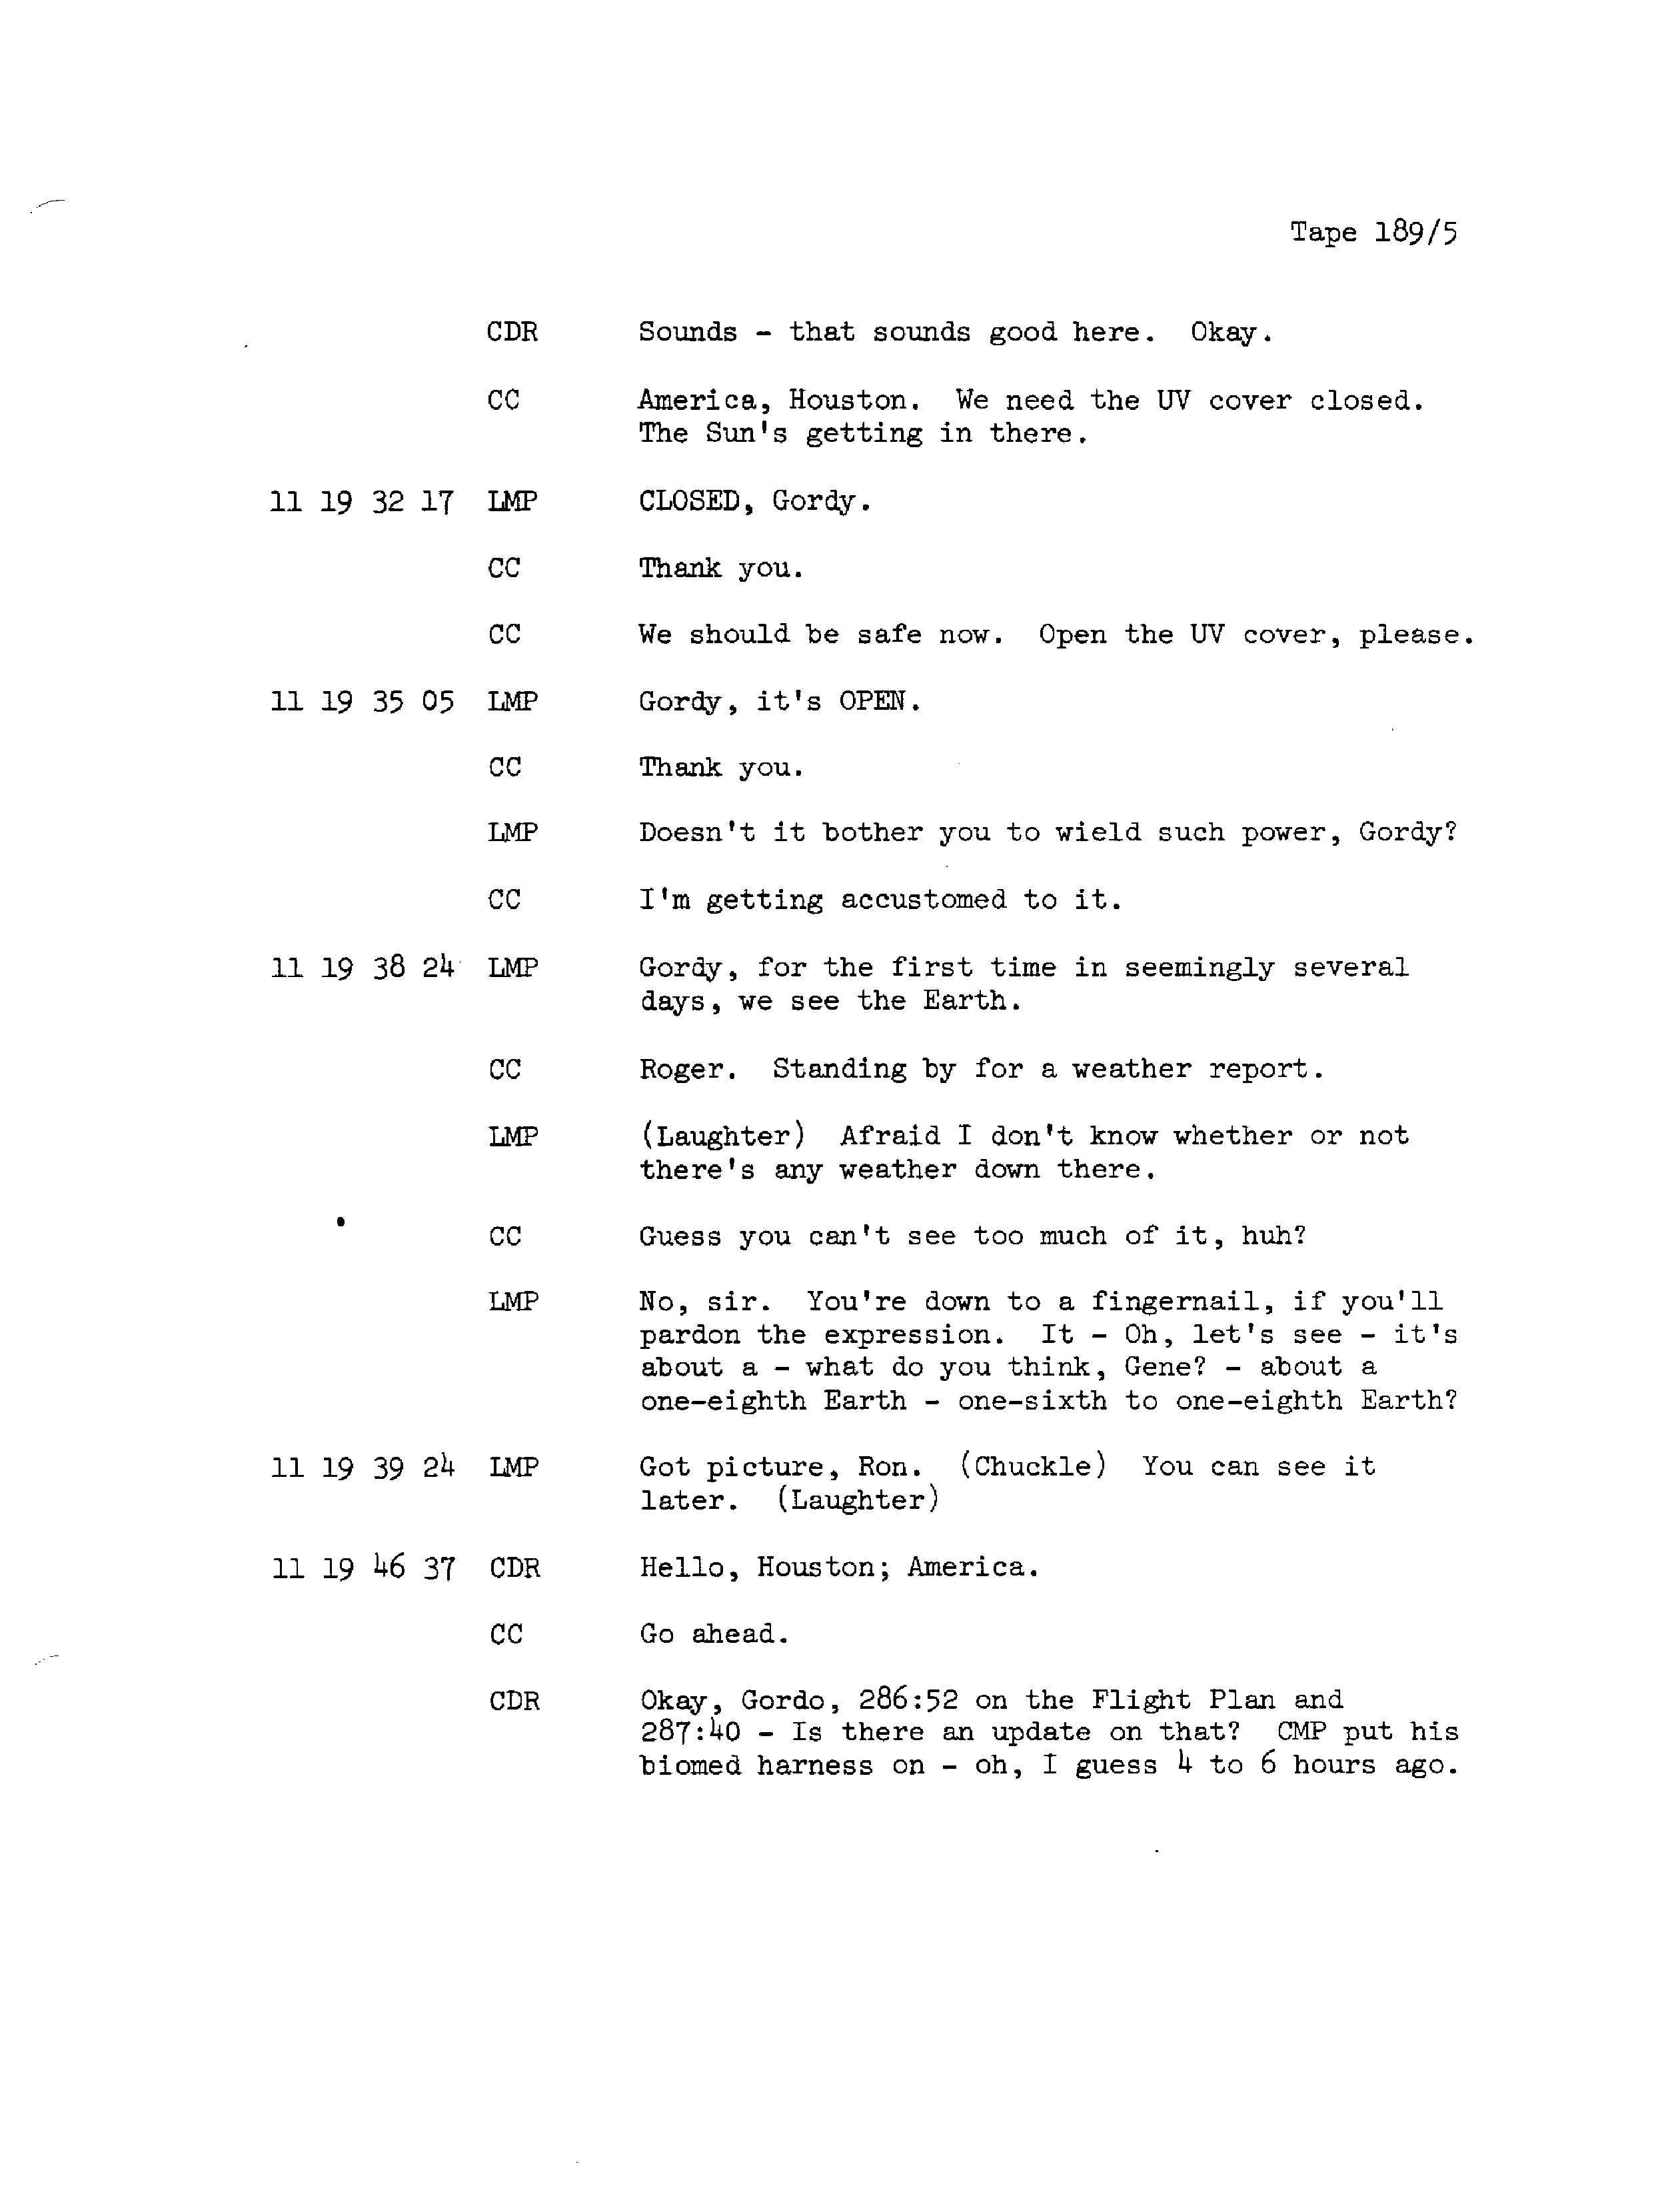 Tape 189/5
CDR Sounds - that sounds good here. Okay.
CC America, Houston. We need the UV cover closed.
The Sun's getting in there.
11 19 32 17 LMP CLOSED, Gordy.
CC Thank you.
CC We should be safe now. Open the UV cover, please.
11 19 35 05 LMP Gordy, it's OPEN.
CC Thank you.
LMP Doesn't it bother you to wield such power, Gordy?
CC I'm getting accustomed to it.
11 19 38 24 LMP Gordy, for the first time in seemingly several
days, we see the Earth.
CC Roger. Standing by for a weather report.
LMP (Laughter) Afraid I don't know whether or not
there's any weather down there.
CC Guess you can't see too much of it, huh?
LMP No, sir. You're down to a fingernail, if you'll
pardon the expression. It - Oh, let's see - it's
about a - what do you think, Gene? - about a
one-eighth Earth - one-sixth to one-eighth Earth?
11 19 39 24 LMP Got picture, Ron. (Chuckle) You can see it
later. (Laughter)
11 19 46 37 CDR Hello, Houston; America.
CC Go ahead.
CDR Okay, Gordo, 286:52 on the Flight Plan and
287:40 - Is there an update on that? CMP put his
biomed harness on - oh, I guess 4 to 6 hours ago.